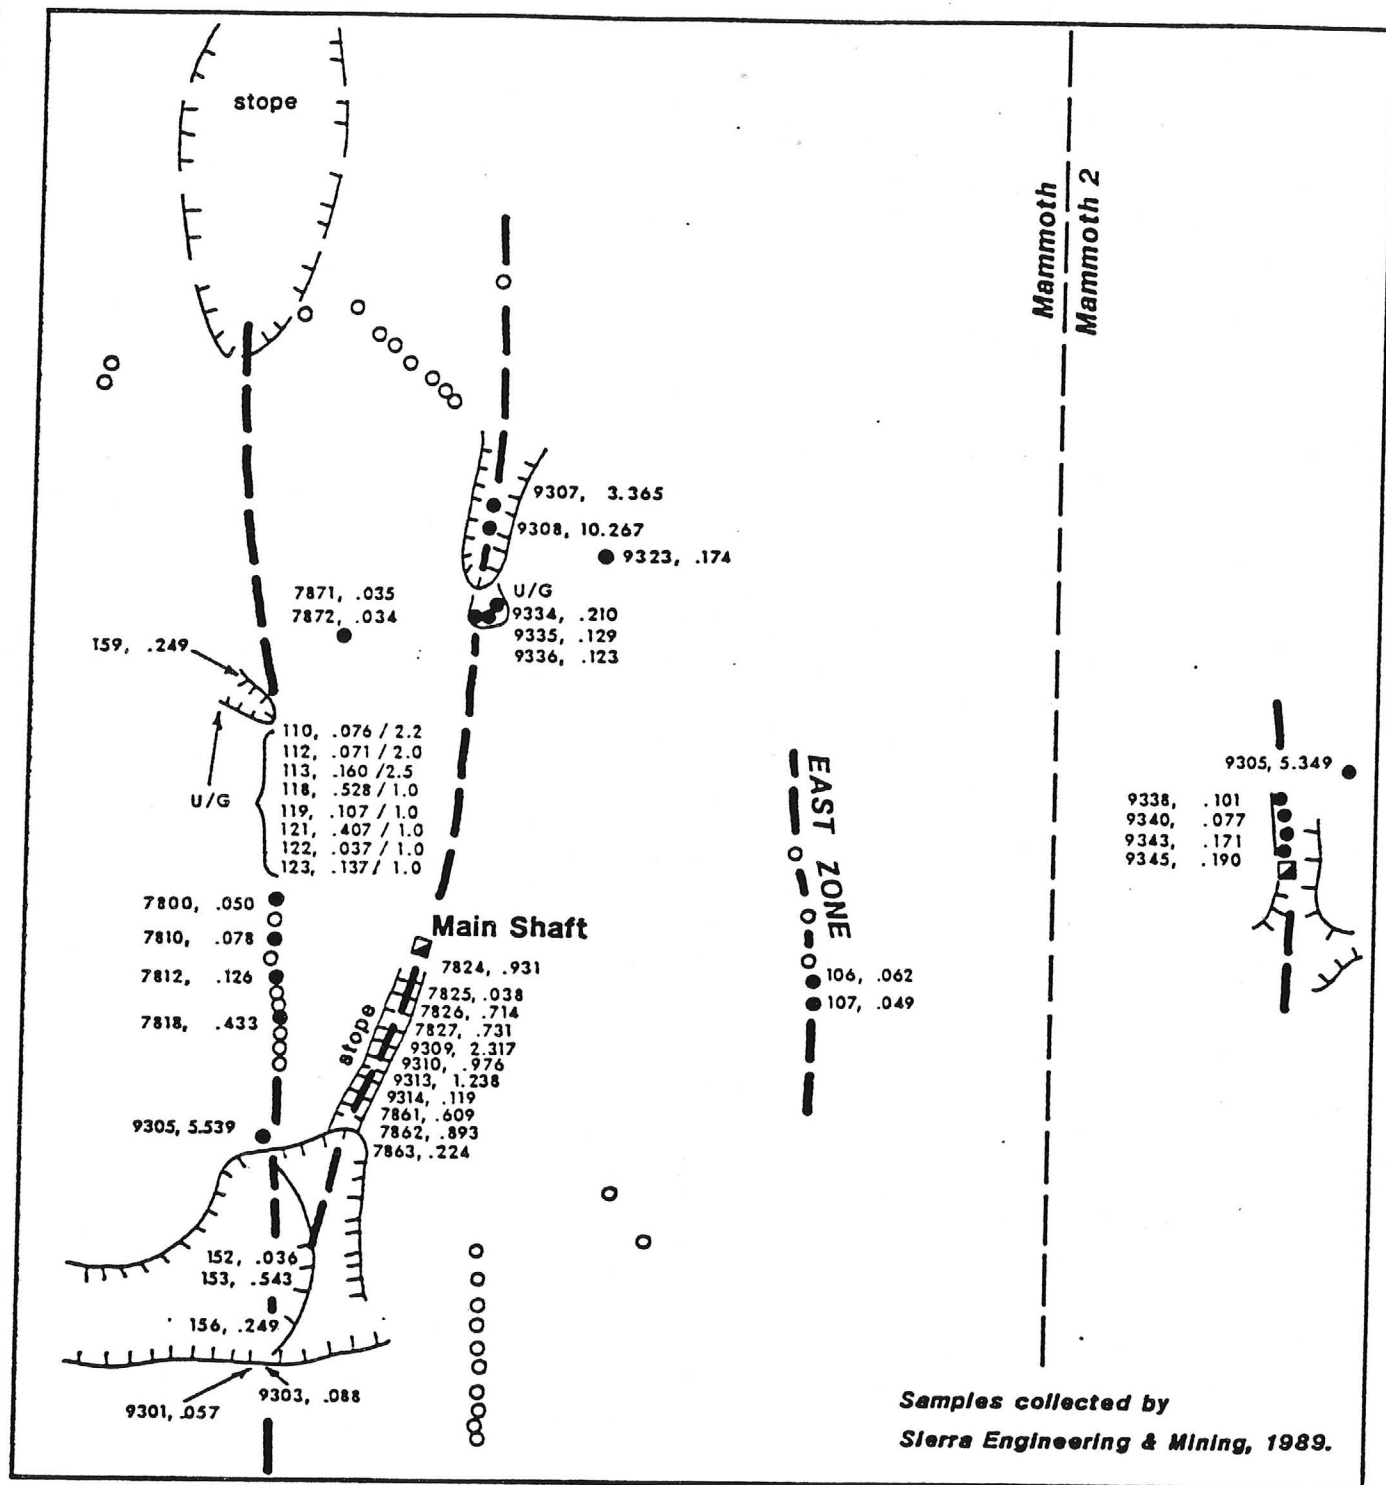 stope
Mammoth
Mammoth 2
9307, 3.365
9308, 10.267
9323, .174
U/G
9334, .210
9335, .129
9336, .123
7871, .035
7872, .034
159, .249
U/G
110, .076 / 2.2
112, .071 / 2.0
113, .160 / 2.5
118, .528 / 1.0
119, .107 / 1.0
121, .407 / 1.0
122, .037 / 1.0
123, .137 / 1.0
EAST ZONE
9305, 5.349
9338, .101
9340, .077
9343, .171
9345, .190
7800, .050
7810, .078
7812, .126
7818, .433
Main Shaft
7824, .931
7825, .038
7826, .714
7827, .731
9309, 2.317
9310, .976
9313, 1.238
9314, .119
7861, .609
7862, .893
7863, .224
stope
106, .062
107, .049
9305, 5.539
152, .036
153, .543
156, .249
9303, .088
9301, .057
Samples collected by
Sierra Engineering & Mining, 1989.